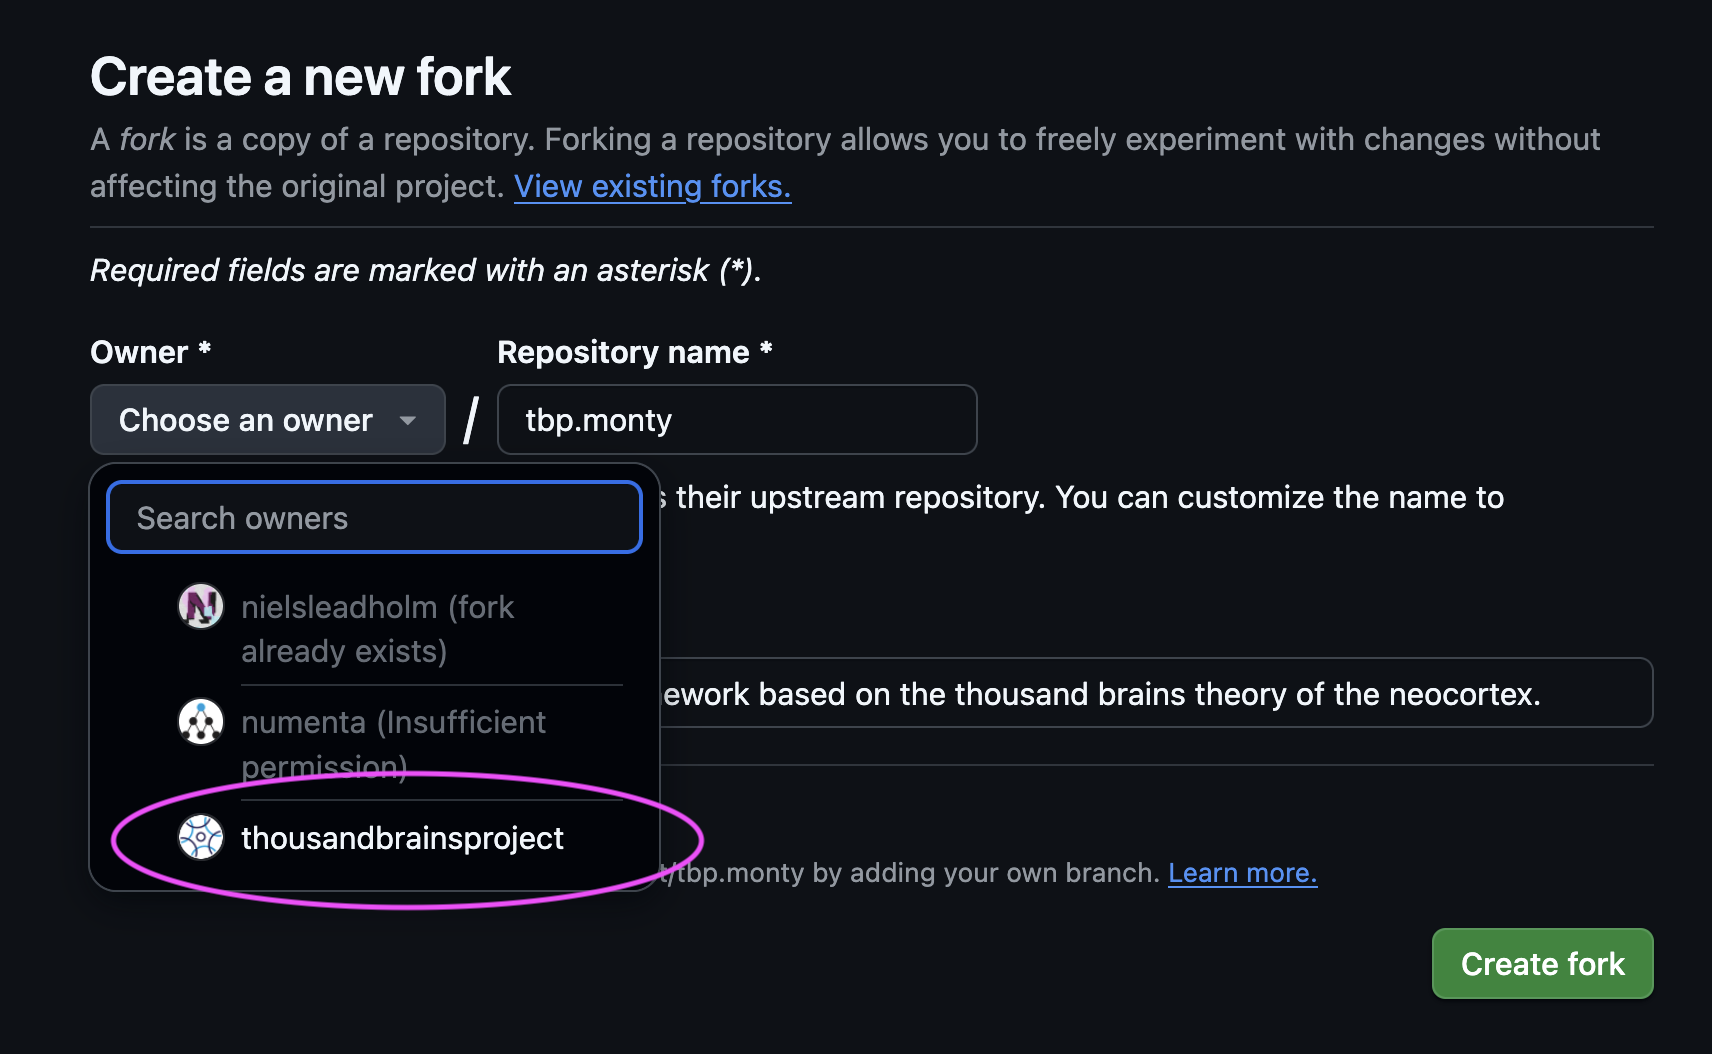 Create a new fork
A fork is a copy of a repository. Forking a repository allows you to freely experiment with changes without
affecting the original project. View existing forks.
Required fields are marked with an asterisk (*).
Owner * Repository name *
Choose an owner / tbp.monty
Search owners
their upstream repository. You can customize the name to
nielsleadholm (fork
already exists)
based on the thousand brains theory of the neocortex.
numenta (Insufficient
permission)
thousandbrainsproject
/tbp.monty by adding your own branch. Learn more.
Create fork